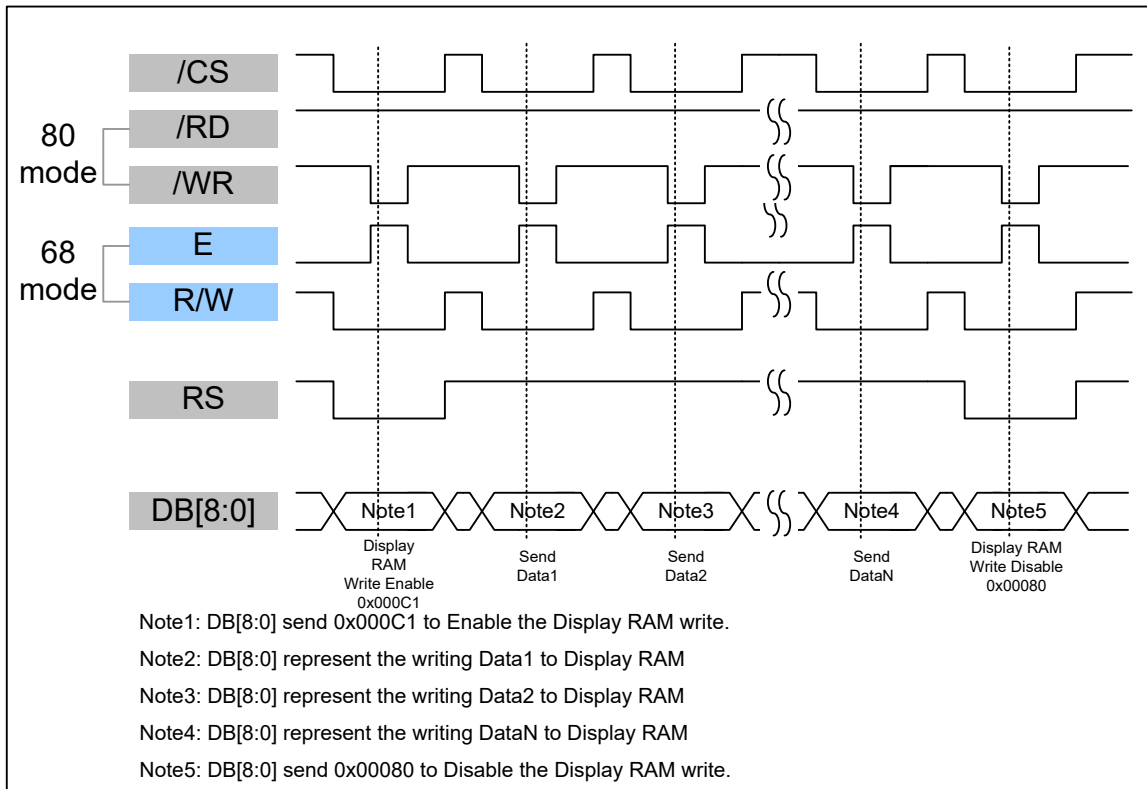 /CS
80
mode
/RD
/WR
68
mode
E
R/W
RS
DB[8:0]
Note1
Note2
Note3
Note4
Note5
Display
RAM
Write Enable
0x000C1
Send
Data1
Send
Data2
Send
DataN
Display RAM
Write Disable
0x00080
Note1: DB[8:0] send 0x000C1 to Enable the Display RAM write.
Note2: DB[8:0] represent the writing Data1 to Display RAM
Note3: DB[8:0] represent the writing Data2 to Display RAM
Note4: DB[8:0] represent the writing DataN to Display RAM
Note5: DB[8:0] send 0x00080 to Disable the Display RAM write.